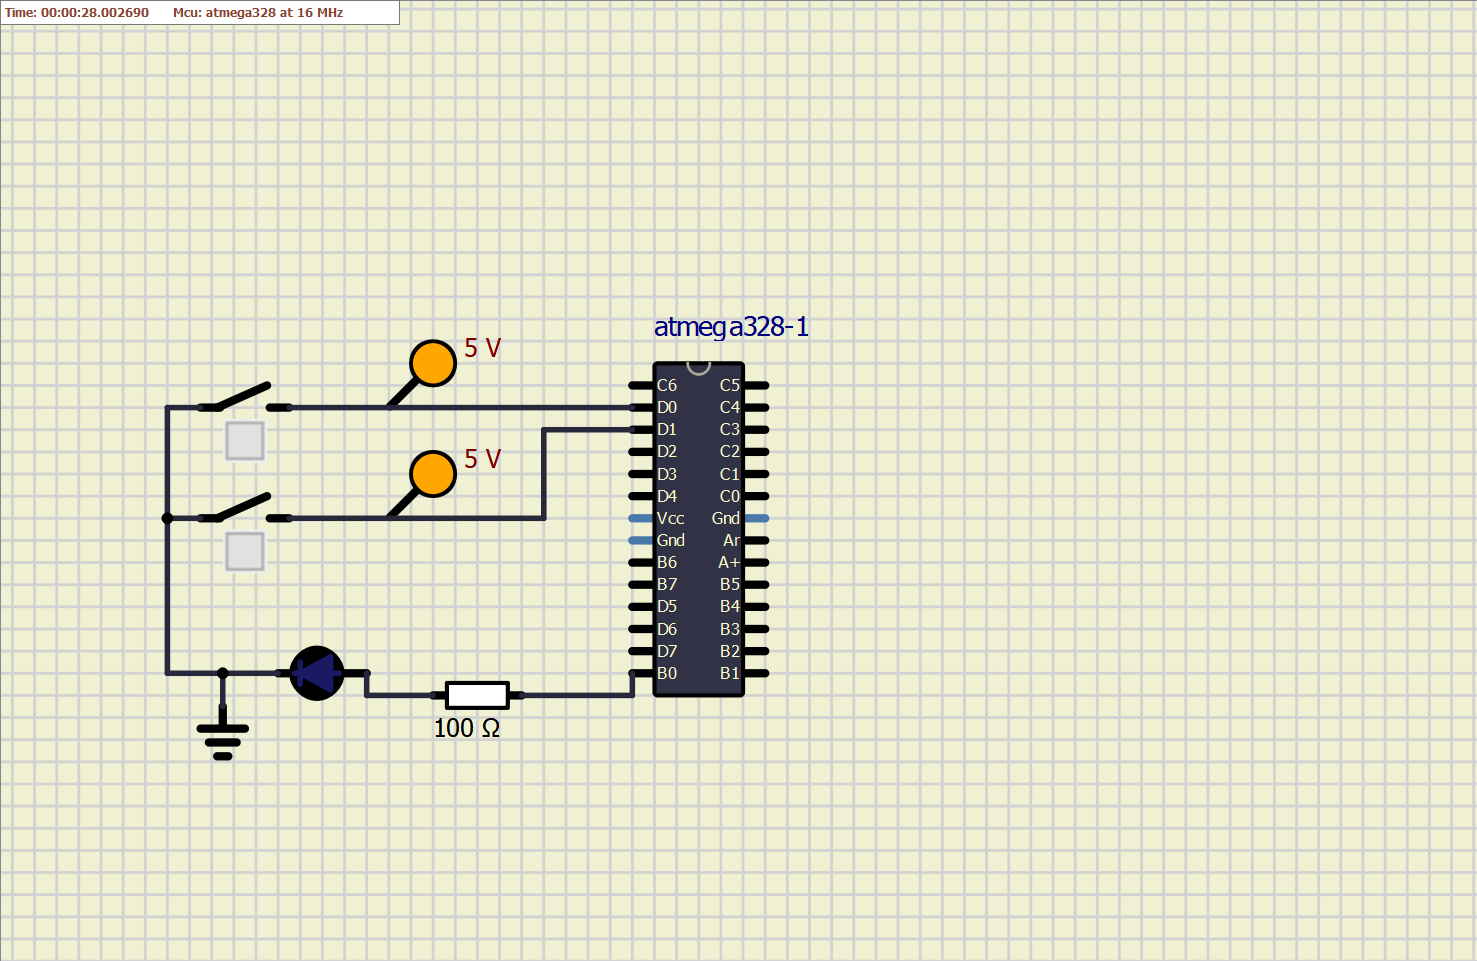 Time: 00:00:28.002690 Mcu: atmega328 at 16 MHz
atmega328-1
5 V
5 V
C6 C5
D0 C4
D1 C3
D2 C2
D3 C1
D4 C0
Vcc Gnd
Gnd Ar
B6 A+
B7 B5
D5 B4
D6 B3
D7 B2
B0 B1
100 Ω